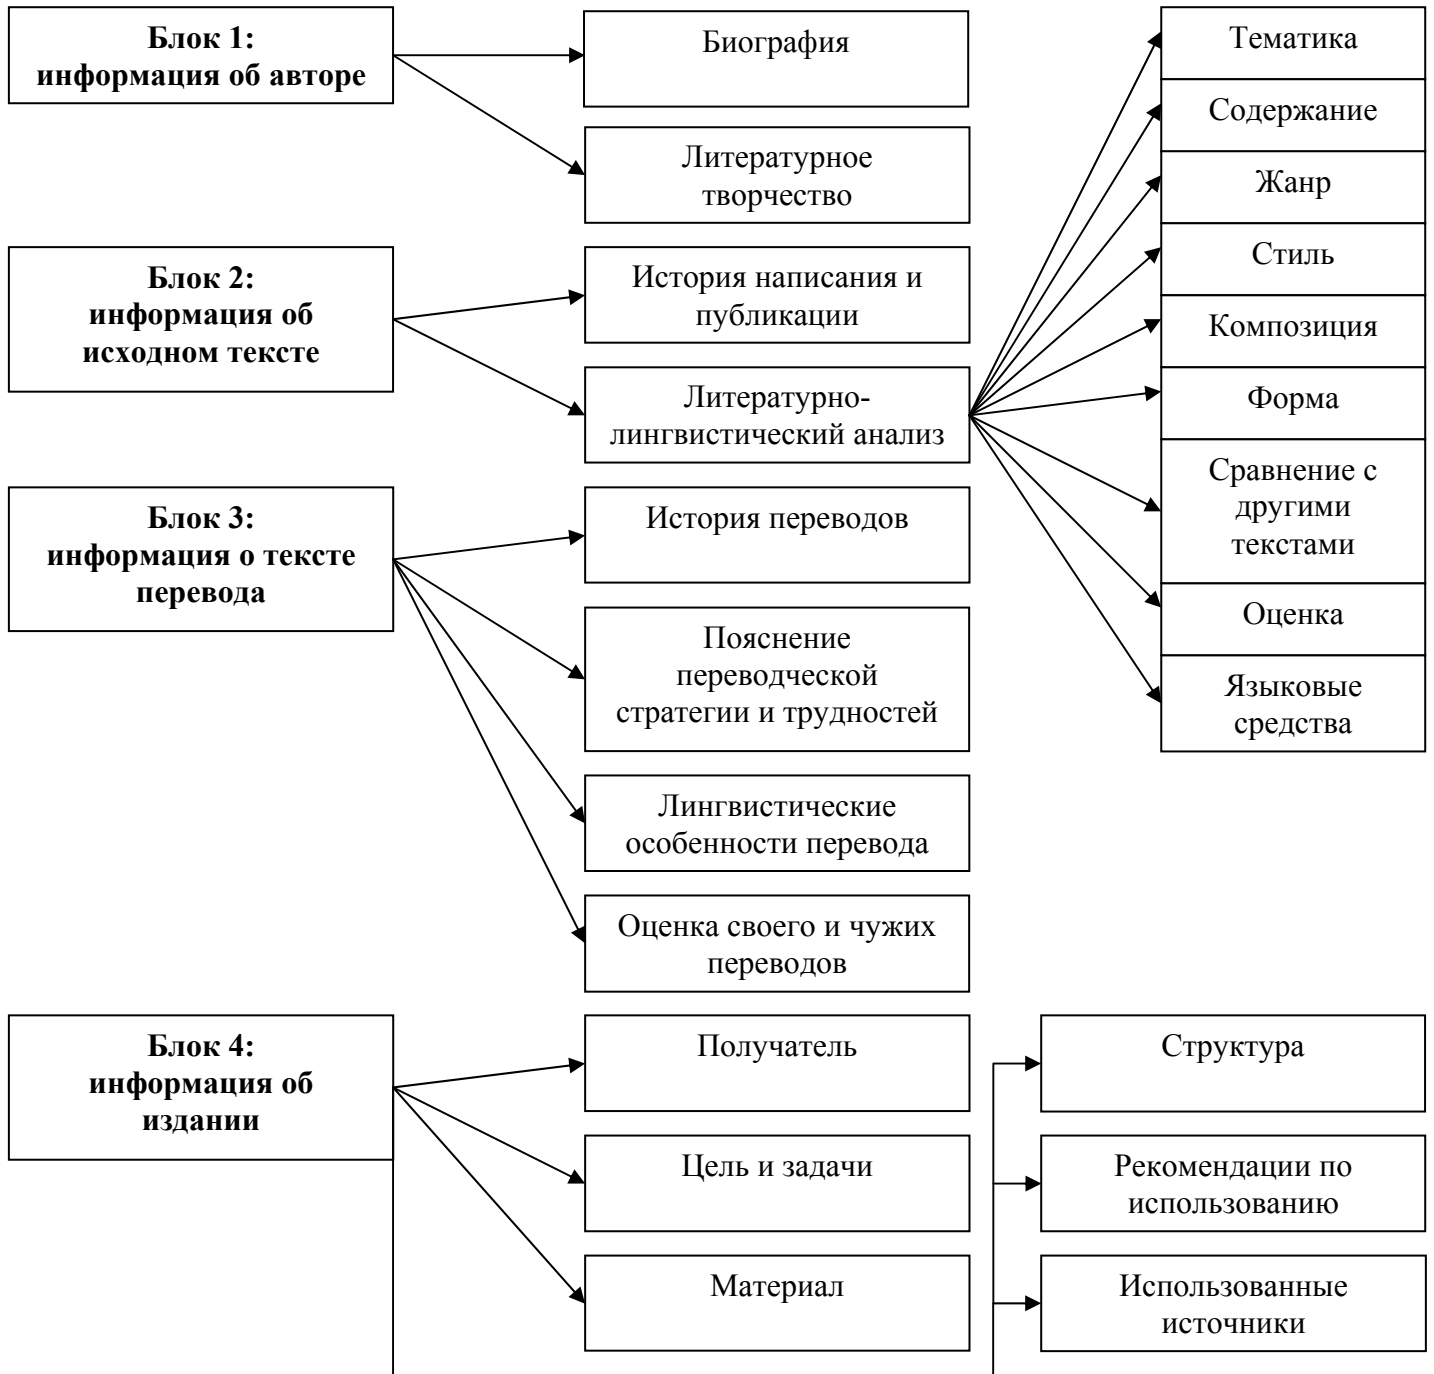 Блок 1:
информация об авторе
Биография
Литературное
творчество
Блок 2:
информация об
исходном тексте
История написания и
публикации
Литературно-
лингвистический анализ
Тематика
Содержание
Жанр
Стиль
Композиция
Форма
Сравнение с
другими
текстами
Оценка
Языковые
средства
Блок 3:
информация о тексте
перевода
История переводов
Пояснение
переводческой
стратегии и трудностей
Лингвистические
особенности перевода
Оценка своего и чужих
переводов
Блок 4:
информация об
издании
Получатель
Цель и задачи
Материал
Структура
Рекомендации по
использованию
Использованные
источники